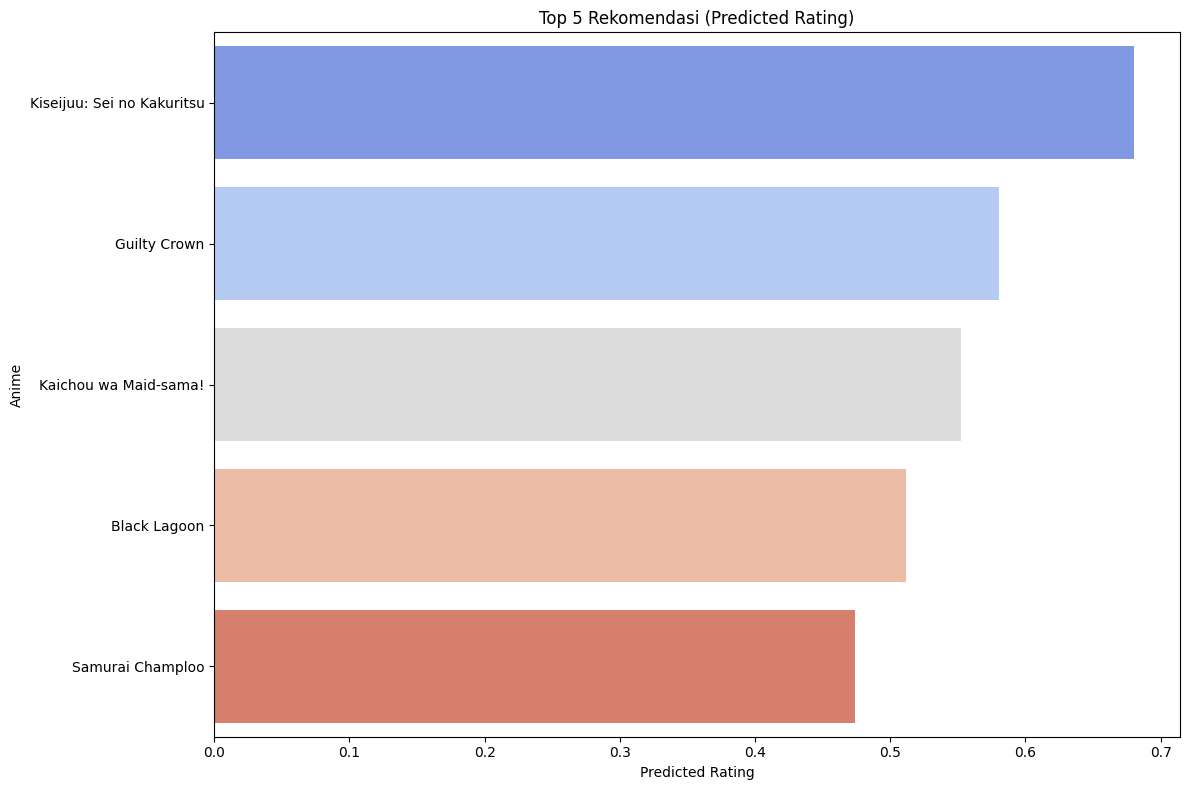 Top 5 Rekomendasi (Predicted Rating)
Kiseijuu: Sei no Kakuritsu
Guilty Crown
Kaichou wa Maid-sama!
Black Lagoon
Samurai Champloo
Anime
0.0 0.1 0.2 0.3 0.4 0.5 0.6 0.7
Predicted Rating